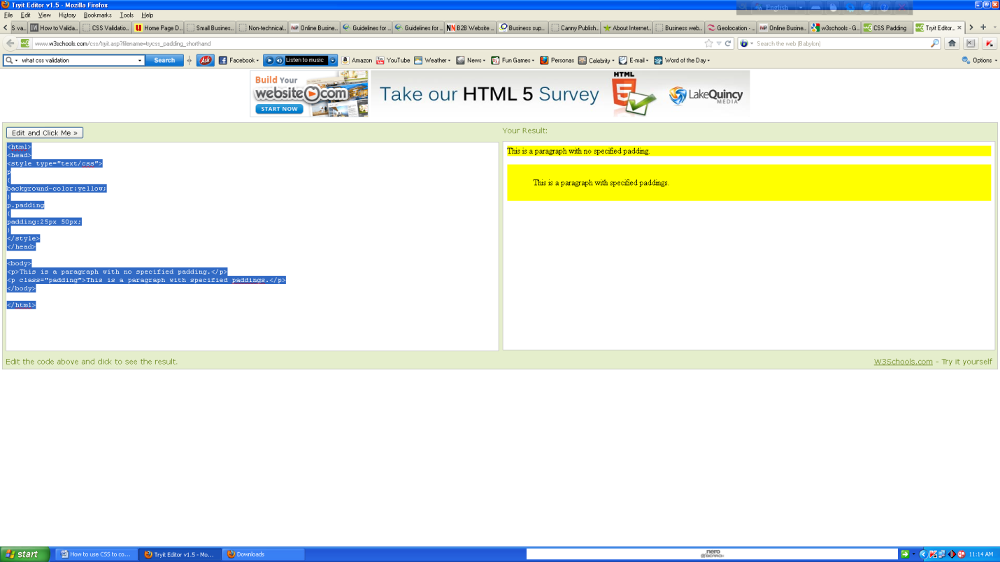 Tryit Editor v1.5 - Mozilla Firefox
English
File Edit View History Bookmarks Tools Help
S va... How to Valida... CSS Validatio... Home Page D... Small Busines... Non-technical... Online Busine... Guidelines for ... Guidelines for ... B2B Website ... Business sup... Canny Publish... About Internet... Business web... Geolocation - ... Online Busine... w3schools - G... CSS Padding Tryit Editor...
www.w3schools.com/css/tryit.asp?filename=trycss_padding_shorthand
Search the web (Babylon)
what css validation Search Ask Facebook Listen to music Amazon YouTube Weather News Fun Games Personas Celebrity E-mail Word of the Day Options
Build Your
website.com
START NOW
Take our HTML 5 Survey
HTML
5
LakeQuincy
MEDIA
Edit and Click Me »
Your Result:
<html>
<head>
<style type="text/css">
p
{
background-color:yellow;
}
p.padding
{
padding:25px 50px;
}
</style>
</head>
<body>
<p>This is a paragraph with no specified padding.</p>
<p class="padding">This is a paragraph with specified paddings.</p>
</body>
</html>
This is a paragraph with no specified padding.
This is a paragraph with specified paddings.
Edit the code above and click to see the result.
W3Schools.com - Try it yourself
start How to use CSS to co... Tryit Editor v1.5 - Mo... Downloads
nero
SEARCH
11:14 AM